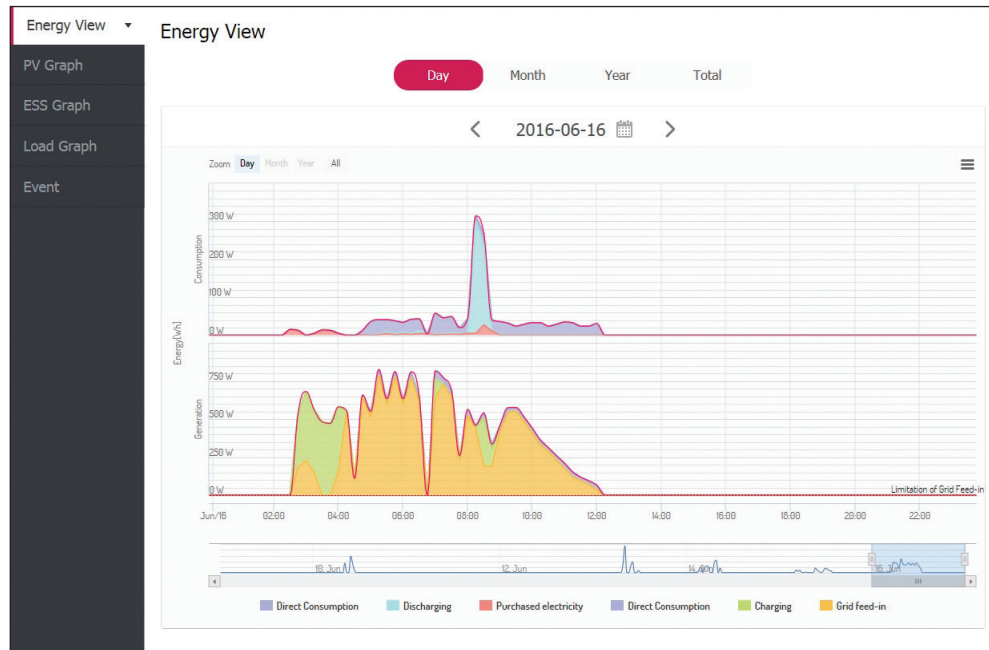 Energy View
PV Graph
ESS Graph
Load Graph
Event
Energy View
Day Month Year Total
2016-06-16
Zoom Day Month Year All
300 W
200 W
100 W
0 W
Consumption
Energy[Wh]
750 W
500 W
250 W
0 W
Generation
Limitation of Grid Feed-in
Jun/16 02:00 04:00 06:00 08:00 10:00 12:00 14:00 16:00 18:00 20:00 22:00
10. Jun 12. Jun 14. Jun 16. Jun
Direct Consumption Discharging Purchased electricity Direct Consumption Charging Grid feed-in